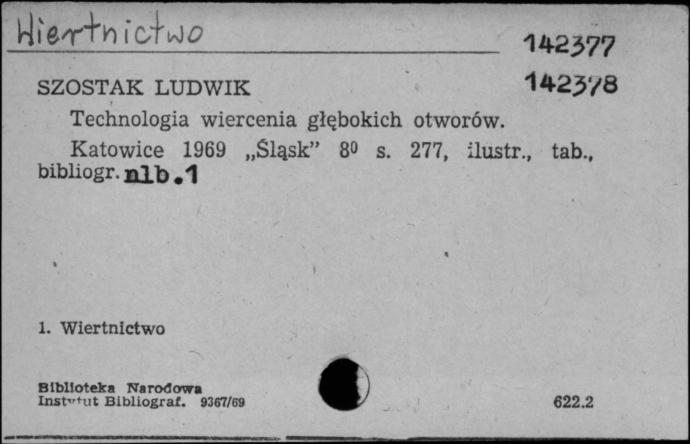 Wiertnictwo
142377
142378
SZOSTAK LUDWIK
Technologia wiercenia głębokich otworów.
Katowice 1969 „Śląsk” 8⁰ s. 277, ilustr., tab.,
bibliogr. nlb.1
1. Wiertnictwo
Biblioteka Narodowa
Instytut Bibliograf. 9367/69
622.2